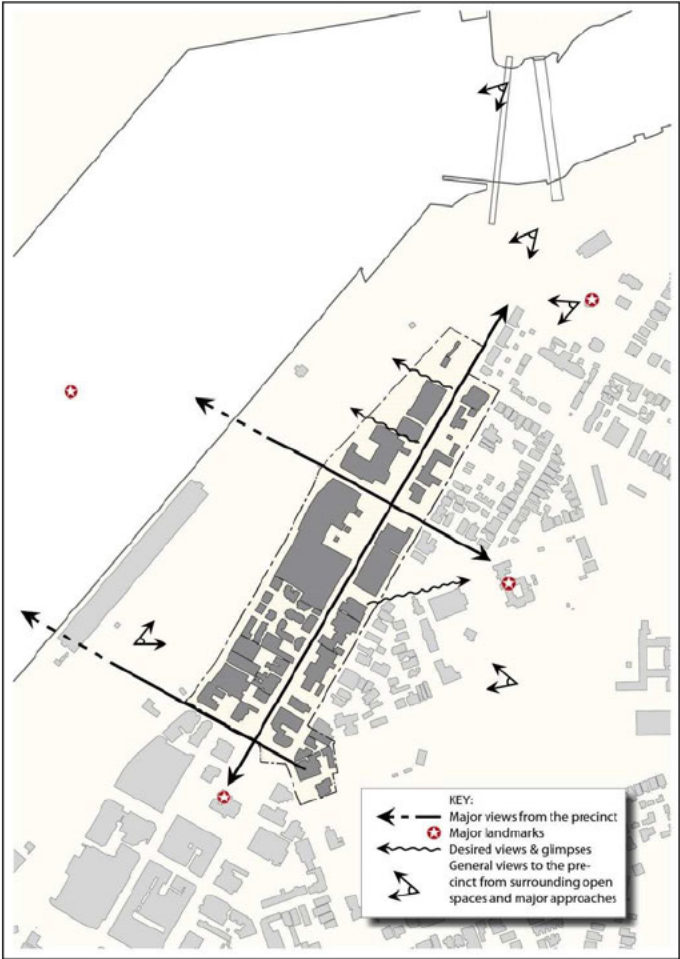 KEY:
Major views from the precinct
Major landmarks
Desired views & glimpses
General views to the pre-
cinct from surrounding open
spaces and major approaches